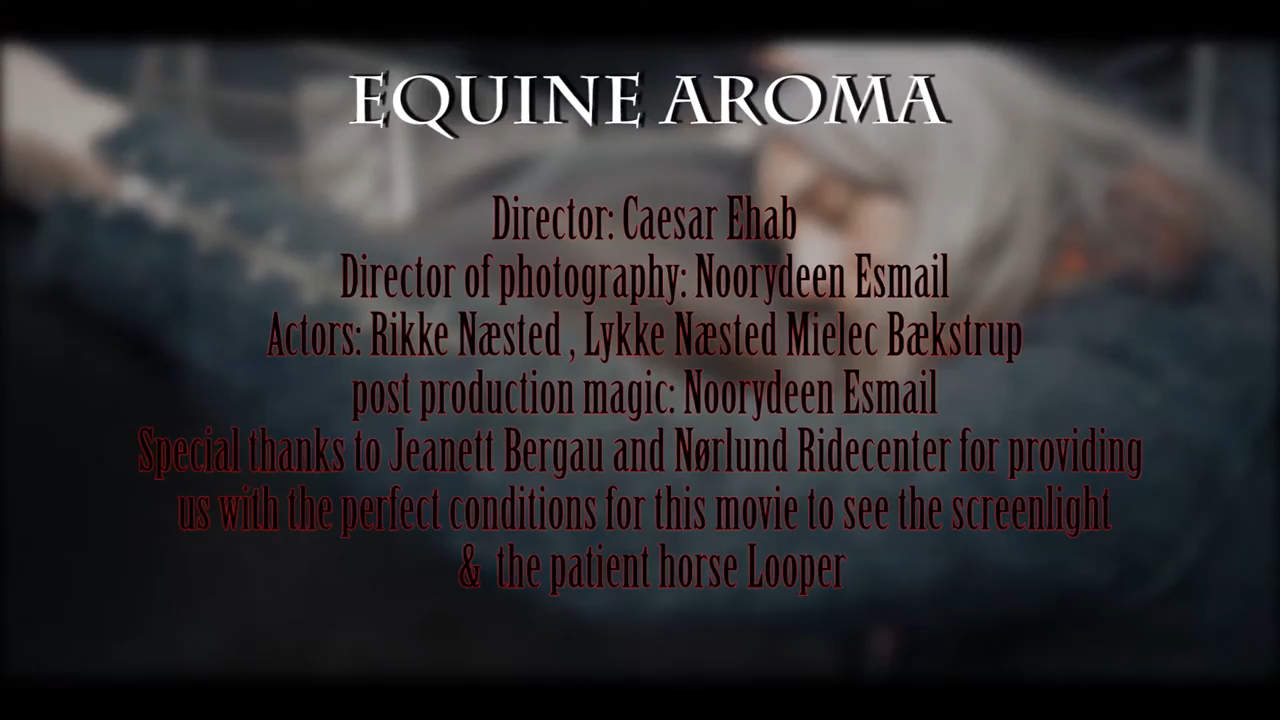 EQUINE AROMA
Director: Caesar Ehab
Director of photography: Noorydeen Esmail
Actors: Rikke Næsted , Lykke Næsted Mielec Bækstrup
post production magic: Noorydeen Esmail
Special thanks to Jeanett Bergau and Nørlund Ridecenter for providing
us with the perfect conditions for this movie to see the screenlight
& the patient horse Looper